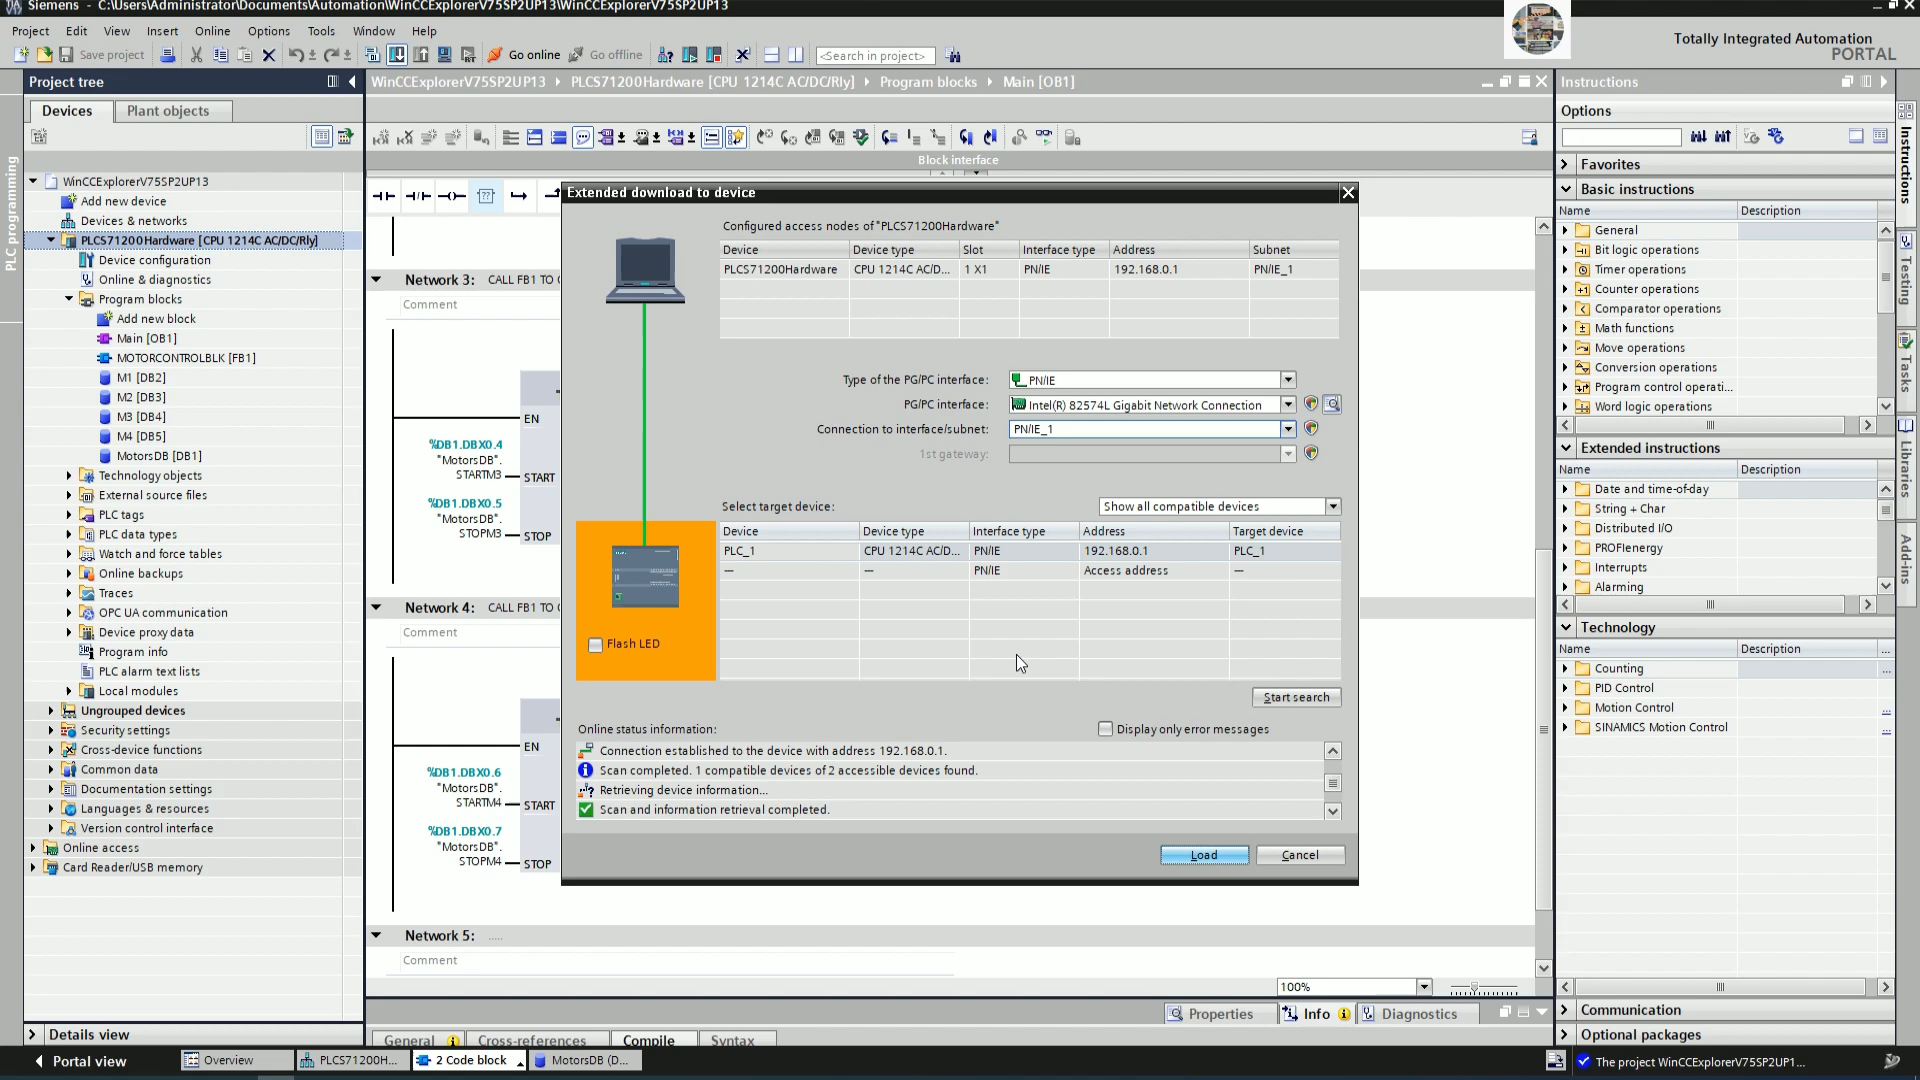 Siemens - C:\Users\Administrator\Documents\Automation\WinCCExplorerV75SP2UP13\WinCCExplorerV75SP2UP13
Project Edit View Insert Online Options Tools Window Help
Totally Integrated Automation
PORTAL
Save project
Go online
Go offline
<Search in project>
Project tree
Devices
Plant objects
PLC programming
WinCCExplorerV75SP2UP13
Add new device
Devices & networks
PLCS71200Hardware [CPU 1214C AC/DC/Rly]
Device configuration
Online & diagnostics
Program blocks
Add new block
Main [OB1]
MOTORCONTROLBLK [FB1]
M1 [DB2]
M2 [DB3]
M3 [DB4]
M4 [DB5]
MotorsDB [DB1]
Technology objects
External source files
PLC tags
PLC data types
Watch and force tables
Online backups
Traces
OPC UA communication
Device proxy data
Program info
PLC alarm text lists
Local modules
Ungrouped devices
Security settings
Cross-device functions
Common data
Documentation settings
Languages & resources
Version control interface
Online access
Card Reader/USB memory
Details view
WinCCExplorerV75SP2UP13 PLCS71200Hardware [CPU 1214C AC/DC/Rly] Program blocks Main [OB1]
Block interface
Network 3: CALL FB1 TO
Comment
EN
%DB1.DBX0.4
"MotorsDB".
STARTM3
START
%DB1.DBX0.5
"MotorsDB".
STOPM3
STOP
Network 4: CALL FB1 TO
Comment
EN
%DB1.DBX0.6
"MotorsDB".
STARTM4
START
%DB1.DBX0.7
"MotorsDB".
STOPM4
STOP
Network 5: .....
Comment
100%
Extended download to device
Configured access nodes of "PLCS71200Hardware"
Device Device type Slot Interface type Address Subnet
PLCS71200Hardware CPU 1214C AC/D... 1 X1 PN/IE 192.168.0.1 PN/IE_1
Type of the PG/PC interface: PN/IE
PG/PC interface: Intel(R) 82574L Gigabit Network Connection
Connection to interface/subnet: PN/IE_1
1st gateway:
Select target device: Show all compatible devices
Device Device type Interface type Address Target device
PLC_1 CPU 1214C AC/D... PN/IE 192.168.0.1 PLC_1
— — PN/IE Access address —
Flash LED
Start search
Online status information:
Display only error messages
Connection established to the device with address 192.168.0.1.
Scan completed. 1 compatible devices of 2 accessible devices found.
Retrieving device information...
Scan and information retrieval completed.
Load
Cancel
Properties
Info
Diagnostics
General
Cross-references
Compile
Syntax
Instructions
Options
Favorites
Basic instructions
Name Description
General
Bit logic operations
Timer operations
Counter operations
Comparator operations
Math functions
Move operations
Conversion operations
Program control operati...
Word logic operations
Extended instructions
Name Description
Date and time-of-day
String + Char
Distributed I/O
PROFIenergy
Interrupts
Alarming
Technology
Name Description ...
Counting ...
PID Control
Motion Control ...
SINAMICS Motion Control ...
Communication
Optional packages
Instructions
Testing
Tasks
Libraries
Add-ins
Portal view
Overview
PLCS71200H...
2 Code block
MotorsDB (D...
The project WinCCExplorerV75SP2UP1...